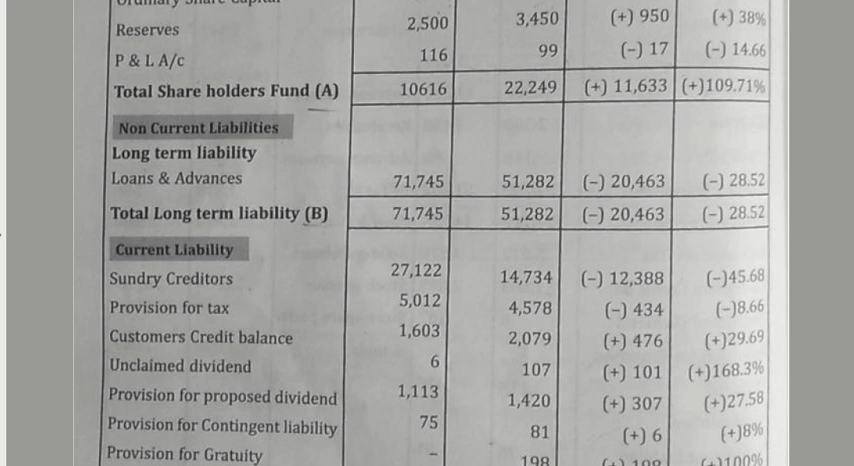 Ordinary Share Capital
Reserves 2,500 3,450 (+) 950 (+) 38%
P & L A/c 116 99 (−) 17 (−) 14.66
Total Share holders Fund (A) 10616 22,249 (+) 11,633 (+)109.71%
Non Current Liabilities
Long term liability
Loans & Advances 71,745 51,282 (−) 20,463 (−) 28.52
Total Long term liability (B) 71,745 51,282 (−) 20,463 (−) 28.52
Current Liability
Sundry Creditors 27,122 14,734 (−) 12,388 (−)45.68
Provision for tax 5,012 4,578 (−) 434 (−)8.66
Customers Credit balance 1,603 2,079 (+) 476 (+)29.69
Unclaimed dividend 6 107 (+) 101 (+)168.3%
Provision for proposed dividend 1,113 1,420 (+) 307 (+)27.58
Provision for Contingent liability 75 81 (+) 6 (+)8%
Provision for Gratuity – 198 (+) 198 (+)100%